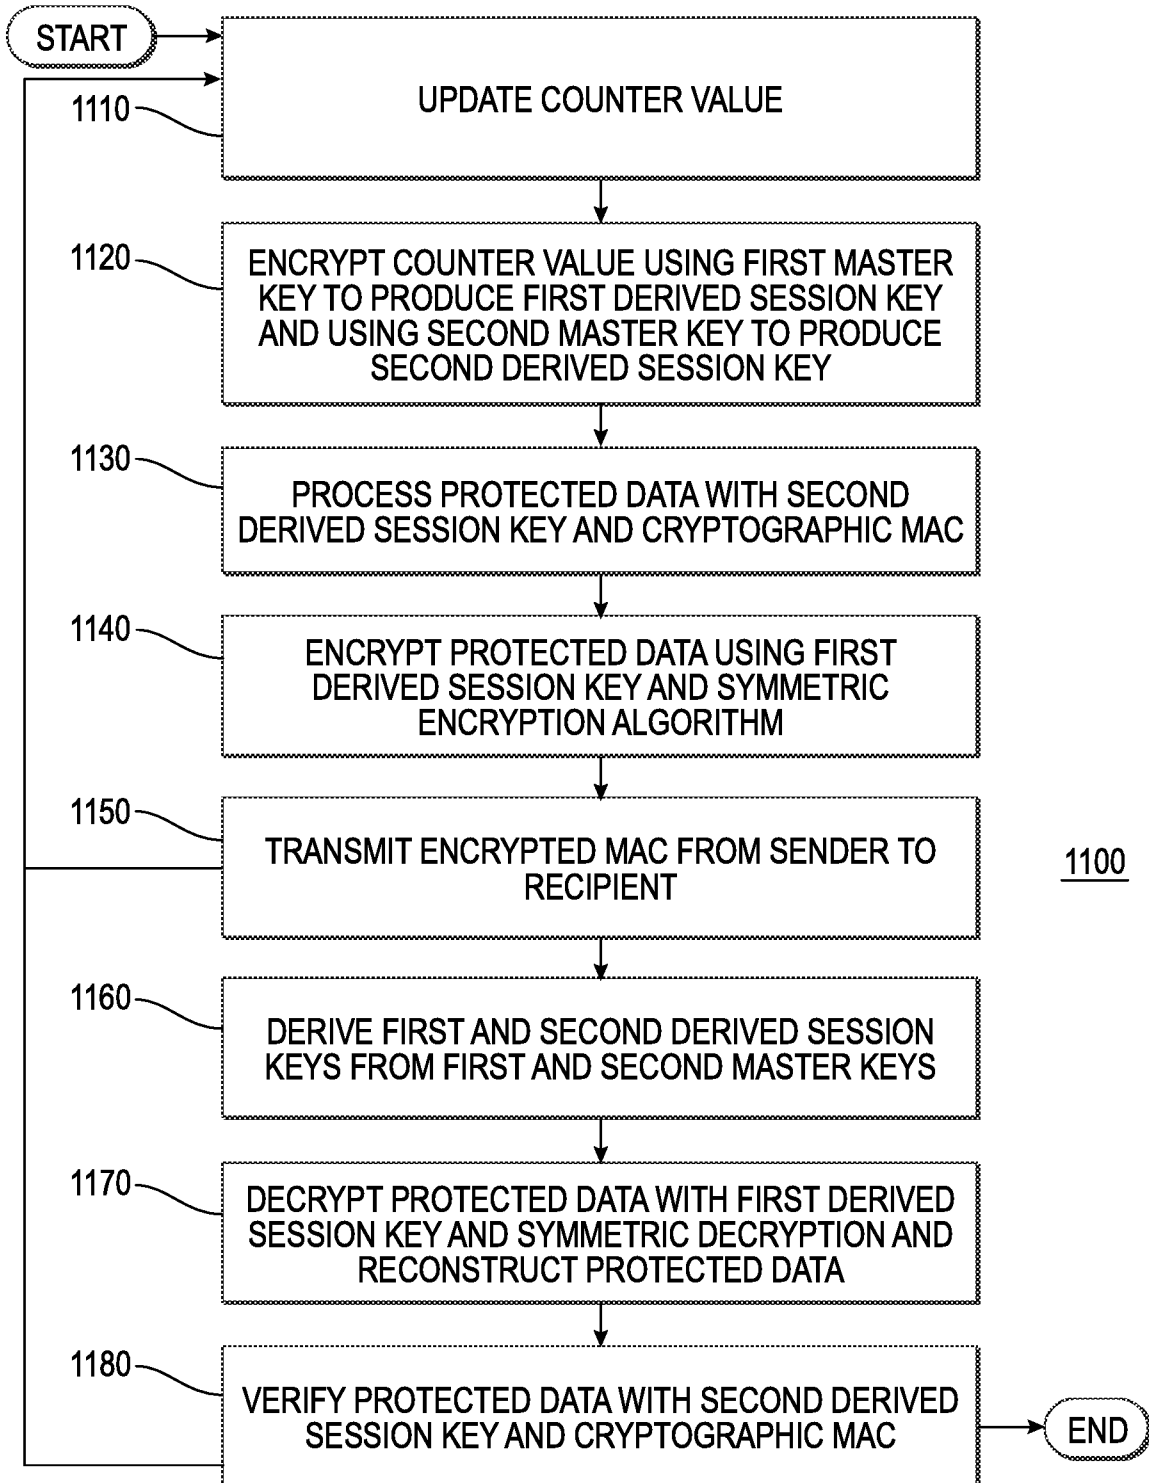 START
UPDATE COUNTER VALUE
1110
1120
ENCRYPT COUNTER VALUE USING FIRST MASTER
KEY TO PRODUCE FIRST DERIVED SESSION KEY
AND USING SECOND MASTER KEY TO PRODUCE
SECOND DERIVED SESSION KEY
1130
PROCESS PROTECTED DATA WITH SECOND
DERIVED SESSION KEY AND CRYPTOGRAPHIC MAC
1140
ENCRYPT PROTECTED DATA USING FIRST
DERIVED SESSION KEY AND SYMMETRIC
ENCRYPTION ALGORITHM
1150
TRANSMIT ENCRYPTED MAC FROM SENDER TO
RECIPIENT
1100
1160
DERIVE FIRST AND SECOND DERIVED SESSION
KEYS FROM FIRST AND SECOND MASTER KEYS
1170
DECRYPT PROTECTED DATA WITH FIRST DERIVED
SESSION KEY AND SYMMETRIC DECRYPTION AND
RECONSTRUCT PROTECTED DATA
1180
VERIFY PROTECTED DATA WITH SECOND DERIVED
SESSION KEY AND CRYPTOGRAPHIC MAC
END